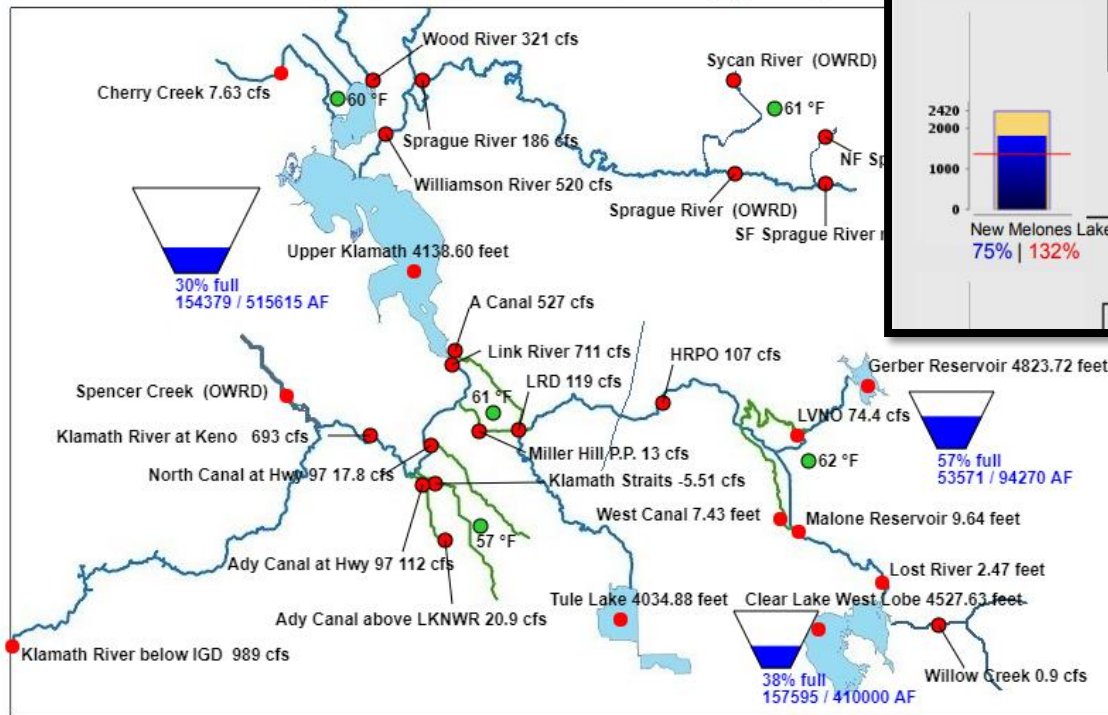 Wood River 321 cfs
Cherry Creek 7.63 cfs
60 °F
Sprague River 186 cfs
Williamson River 520 cfs
Sycan River (OWRD)
61 °F
NF Sp
Sprague River (OWRD)
SF Sprague River
2420
2000
1000
0
New Melones Lake
75% | 132%
Upper Klamath 4138.60 feet
30% full
154379 / 515615 AF
A Canal 527 cfs
Link River 711 cfs
HRPO 107 cfs
Gerber Reservoir 4823.72 feet
LRD 119 cfs
61 °F
Spencer Creek (OWRD)
LVNO 74.4 cfs
Klamath River at Keno 693 cfs
Miller Hill P.P. 13 cfs
62 °F
57% full
53571 / 94270 AF
North Canal at Hwy 97 17.8 cfs
Klamath Straits -5.51 cfs
West Canal 7.43 feet
Malone Reservoir 9.64 feet
57 °F
Ady Canal at Hwy 97 112 cfs
Lost River 2.47 feet
Tule Lake 4034.88 feet
Clear Lake West Lobe 4527.63 feet
Ady Canal above LKNWR 20.9 cfs
Klamath River below IGD 989 cfs
Willow Creek 0.9 cfs
38% full
157595 / 410000 AF